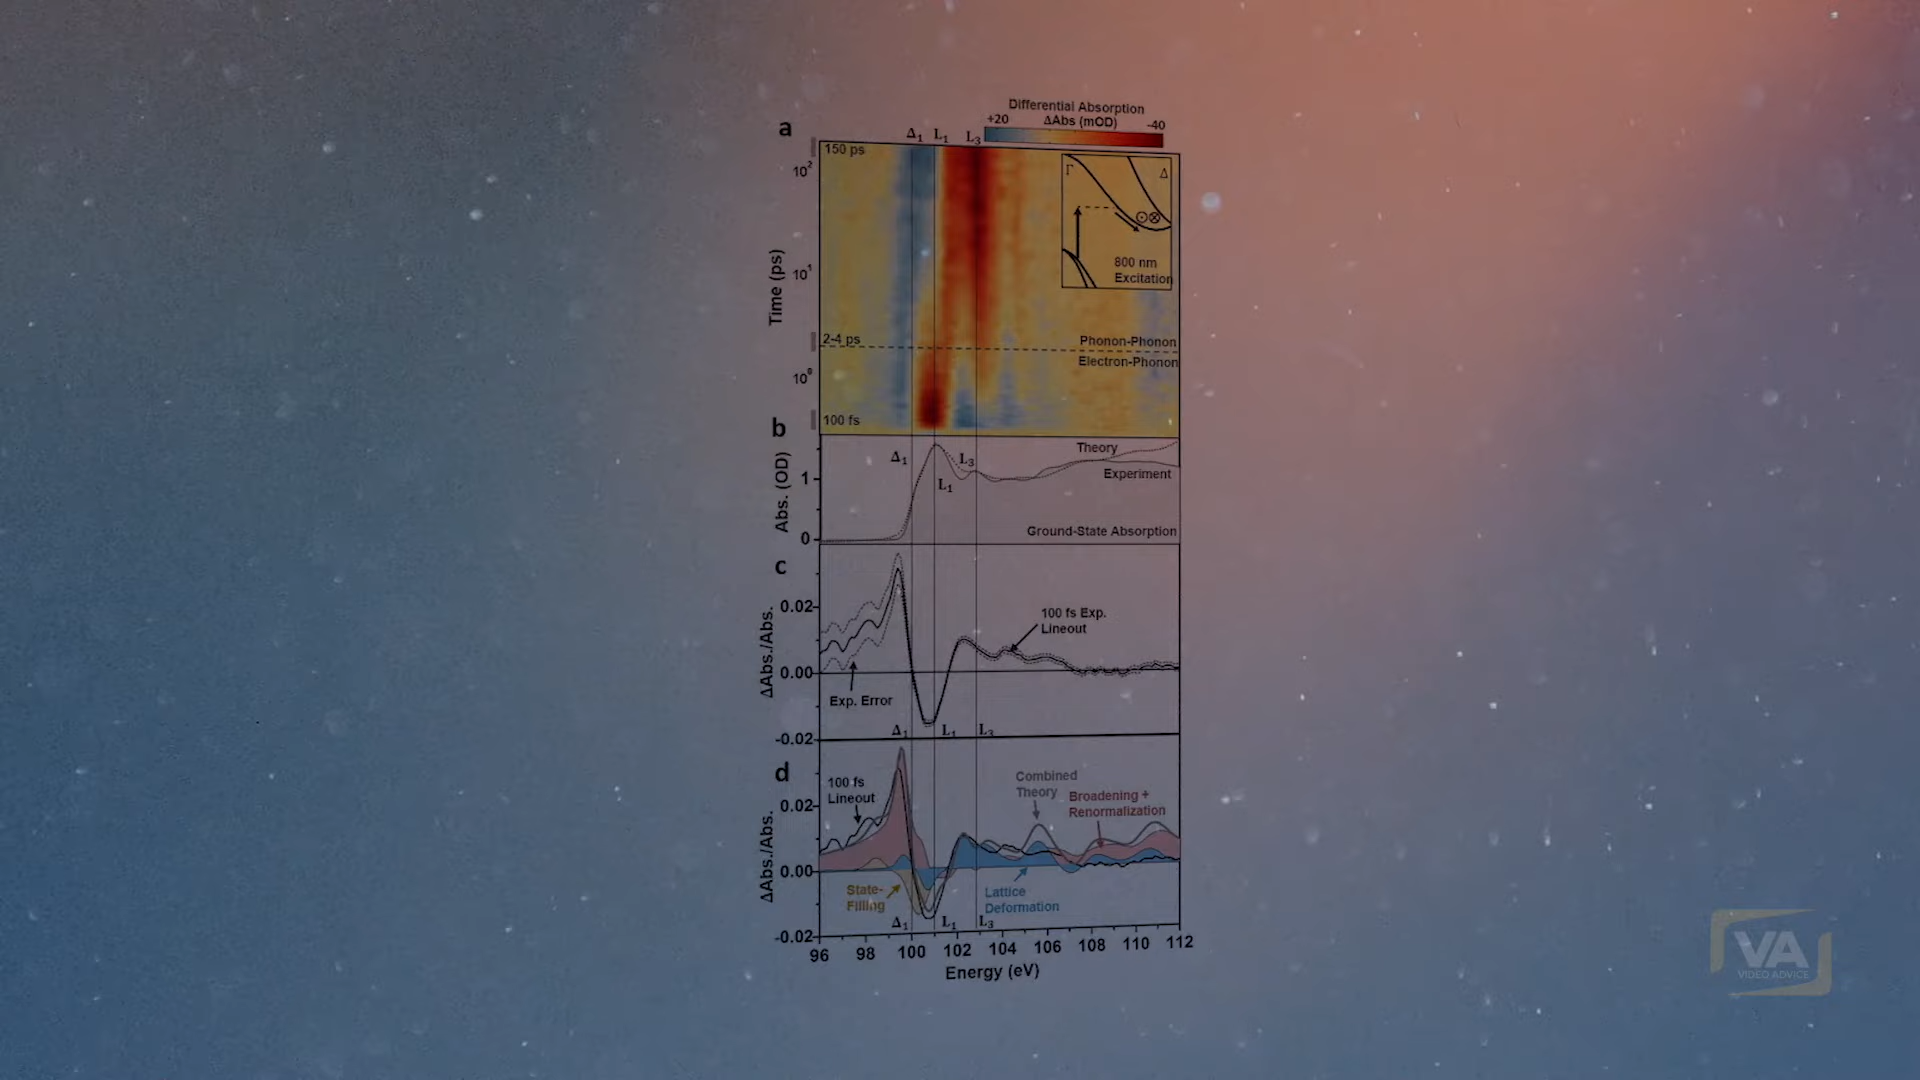 Differential Absorption
ΔAbs (mOD)
+20
-40
a
Δ1 L1 L3
150 ps
Γ
Δ
800 nm
Excitation
10²
10¹
10⁰
Time (ps)
2-4 ps
Phonon-Phonon
Electron-Phonon
100 fs
b
Theory
Experiment
Δ1
L3
L1
1
0
Abs. (OD)
Ground-State Absorption
c
0.02
0.00
-0.02
ΔAbs./Abs.
100 fs Exp.
Lineout
Exp. Error
Δ1 L1 L3
d
100 fs
Lineout
Combined
Theory
Broadening +
Renormalization
0.02
0.00
-0.02
ΔAbs./Abs.
State-
Filling
Lattice
Deformation
Δ1 L1 L3
96 98 100 102 104 106 108 110 112
Energy (eV)
VA
VIDEO ADVICE